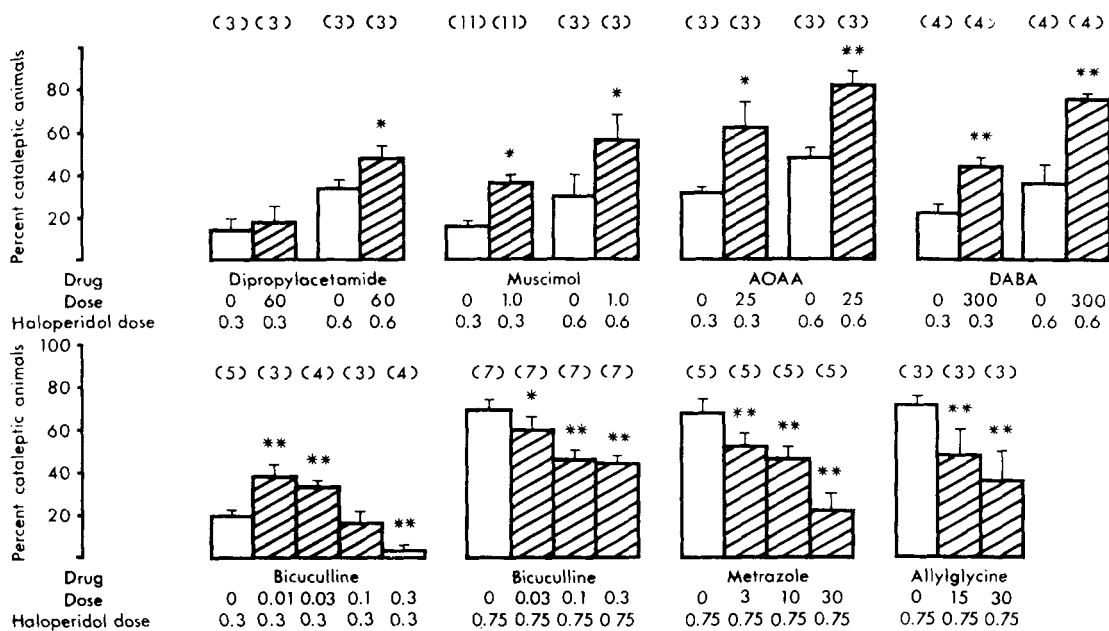 (3) (3) (3) (3) (11) (11) (3) (3) (3) (3) (3) (3) (4) (4) (4) (4)
Percent cataleptic animals
80
60
40
20
* * * * ** ** **
Drug Dipropylacetamide Muscimol AOAA DABA
Dose 0 60 0 60 0 1.0 0 1.0 0 25 0 25 0 300 0 300
Haloperidol dose 0.3 0.3 0.6 0.6 0.3 0.3 0.6 0.6 0.3 0.3 0.6 0.6 0.3 0.3 0.6 0.6
Percent cataleptic animals
100
80
60
40
20
(5) (3) (4) (3) (4) (7) (7) (7) (7) (5) (5) (5) (5) (3) (3) (3)
** ** ** * ** ** ** ** ** ** **
Drug Bicuculline Bicuculline Metrazole Allylglycine
Dose 0 0.01 0.03 0.1 0.3 0 0.03 0.1 0.3 0 3 10 30 0 15 30
Haloperidol dose 0.3 0.3 0.3 0.3 0.3 0.75 0.75 0.75 0.75 0.75 0.75 0.75 0.75 0.75 0.75 0.75